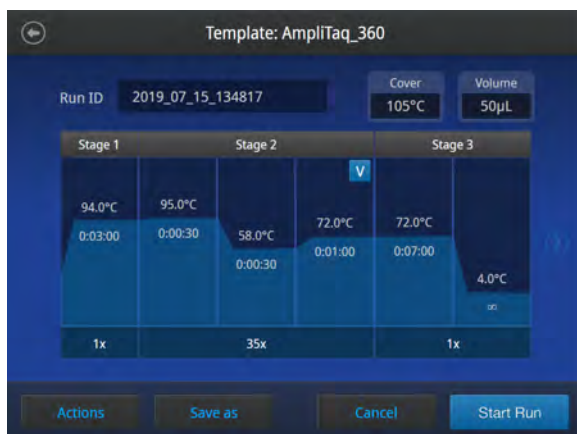 Template: AmpliTaq_360
Run ID 2019_07_15_134817
Cover Volume
105°C 50µL
Stage 1 Stage 2 Stage 3
V
94.0°C 95.0°C 58.0°C 72.0°C 72.0°C 4.0°C
0:03:00 0:00:30 0:00:30 0:01:00 0:07:00 ∞
1x 35x 1x
Actions Save as Cancel Start Run